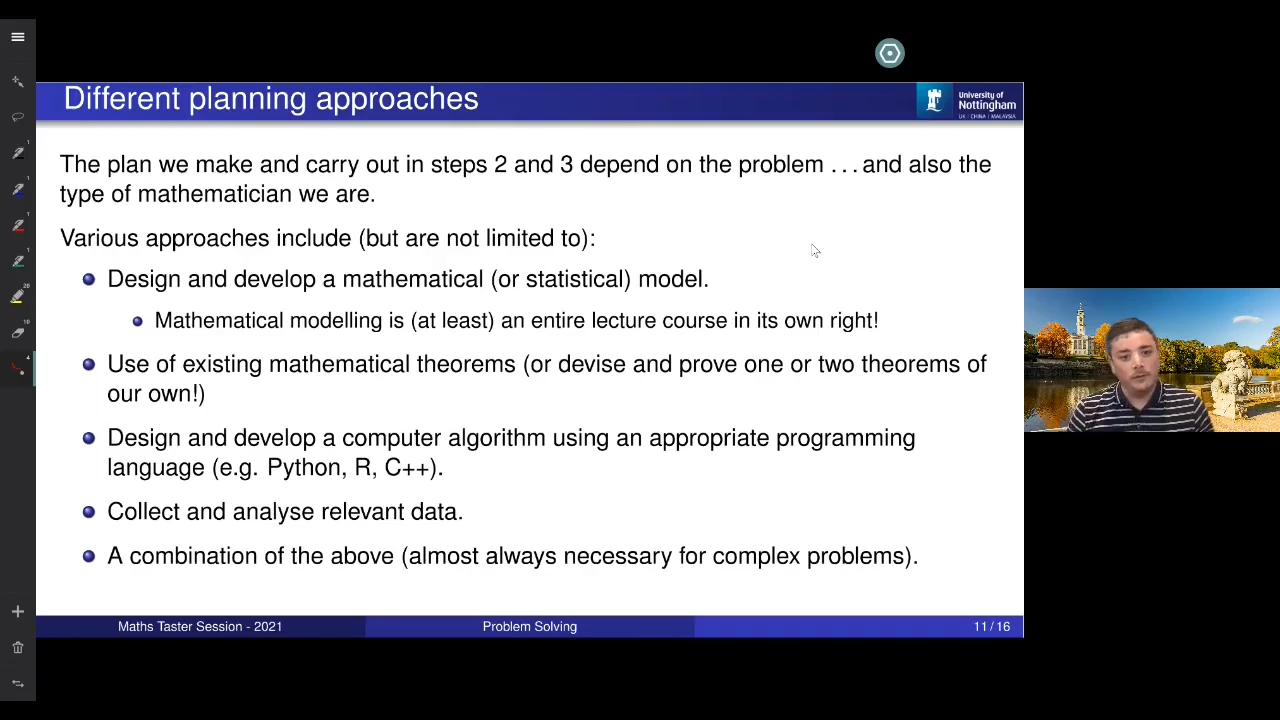 Different planning approaches
University of
Nottingham
UK | CHINA | MALAYSIA
The plan we make and carry out in steps 2 and 3 depend on the problem . . . and also the
type of mathematician we are.
Various approaches include (but are not limited to):
Design and develop a mathematical (or statistical) model.
Mathematical modelling is (at least) an entire lecture course in its own right!
Use of existing mathematical theorems (or devise and prove one or two theorems of
our own!)
Design and develop a computer algorithm using an appropriate programming
language (e.g. Python, R, C++).
Collect and analyse relevant data.
A combination of the above (almost always necessary for complex problems).
Maths Taster Session - 2021
Problem Solving
11 / 16